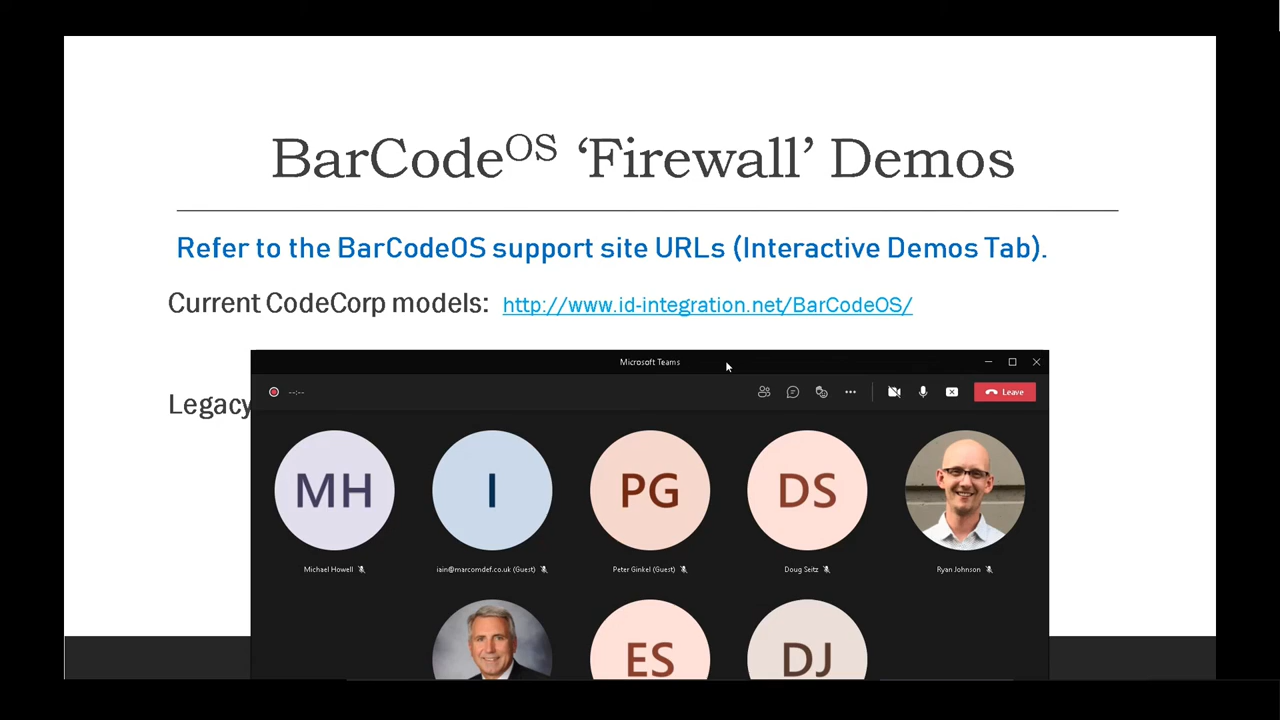 BarCodeOS ‘Firewall’ Demos
Refer to the BarCodeOS support site URLs (Interactive Demos Tab).
Current CodeCorp models: http://www.id-integration.net/BarCodeOS/
Microsoft Teams
--:--
Leave
Legacy
MH
I
PG
DS
Michael Howell
iain@marcomdef.co.uk (Guest)
Peter Ginkel (Guest)
Doug Seitz
Ryan Johnson
ES
DJ